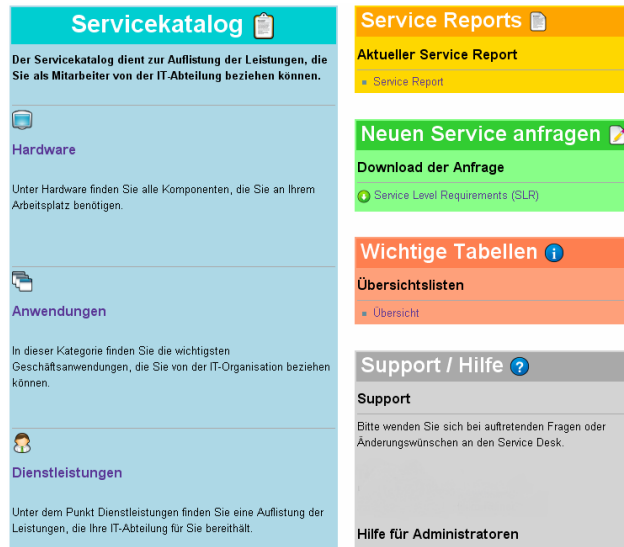 Servicekatalog
Der Servicekatalog dient zur Auflistung der Leistungen, die
Sie als Mitarbeiter von der IT-Abteilung beziehen können.
Hardware
Unter Hardware finden Sie alle Komponenten, die Sie an Ihrem
Arbeitsplatz benötigen.
Anwendungen
In dieser Kategorie finden Sie die wichtigsten
Geschäftsanwendungen, die Sie von der IT-Organisation beziehen
können.
Dienstleistungen
Unter dem Punkt Dienstleistungen finden Sie eine Auflistung der
Leistungen, die Ihre IT-Abteilung für Sie bereithält.
Service Reports
Aktueller Service Report
Service Report
Neuen Service anfragen
Download der Anfrage
Service Level Requirements (SLR)
Wichtige Tabellen
Übersichtslisten
Übersicht
Support / Hilfe
Support
Bitte wenden Sie sich bei auftretenden Fragen oder
Änderungswünschen an den Service Desk.
Hilfe für Administratoren